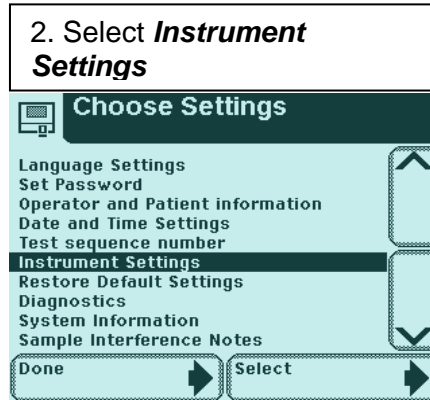 2. Select Instrument
Settings
Choose Settings
Language Settings
Set Password
Operator and Patient information
Date and Time Settings
Test sequence number
Instrument Settings
Restore Default Settings
Diagnostics
System Information
Sample Interference Notes
Done
Select